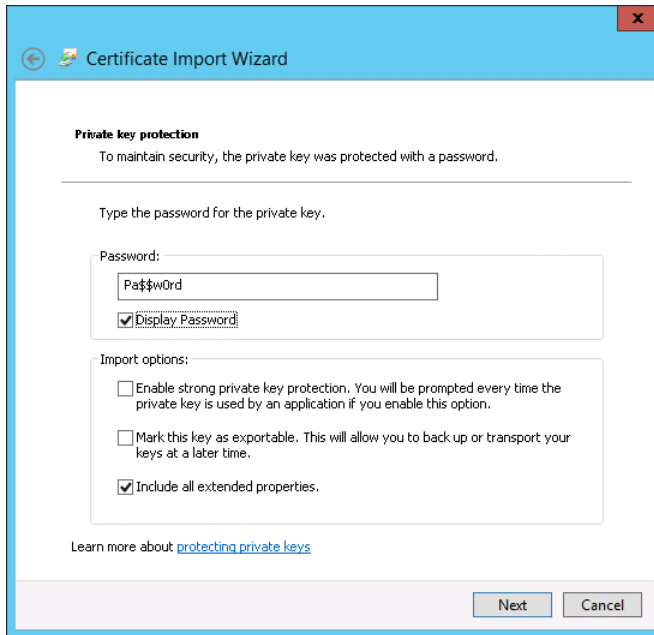 x
Certificate Import Wizard
Private key protection
To maintain security, the private key was protected with a password.
Type the password for the private key.
Password:
Pa$$w0rd
Display Password
Import options:
Enable strong private key protection. You will be prompted every time the
private key is used by an application if you enable this option.
Mark this key as exportable. This will allow you to back up or transport your
keys at a later time.
Include all extended properties.
Learn more about protecting private keys
Next Cancel